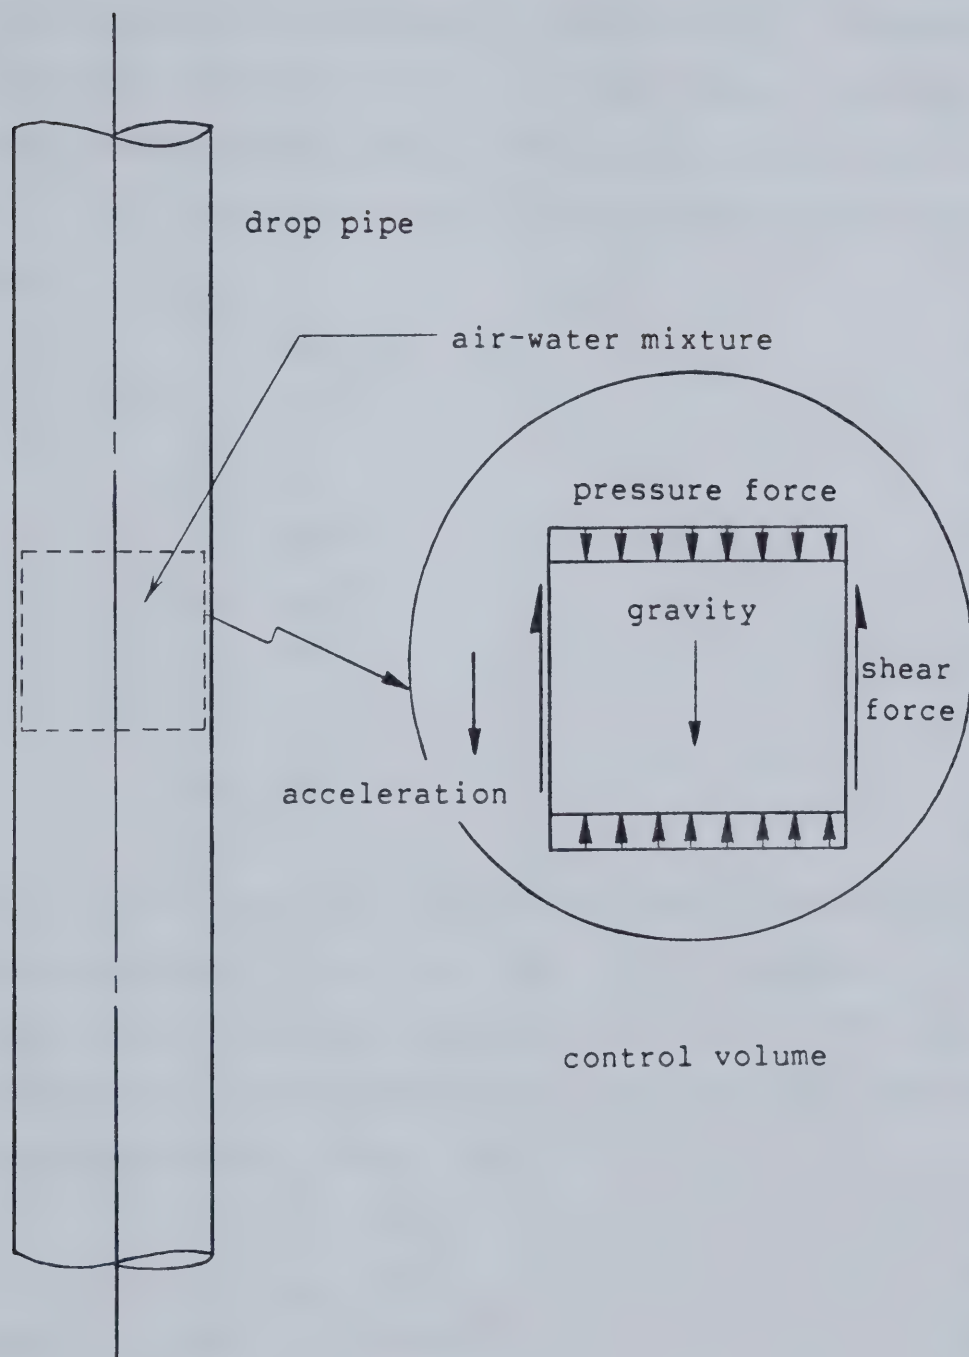 drop pipe
air-water mixture
pressure force
gravity
shear
force
acceleration
control volume